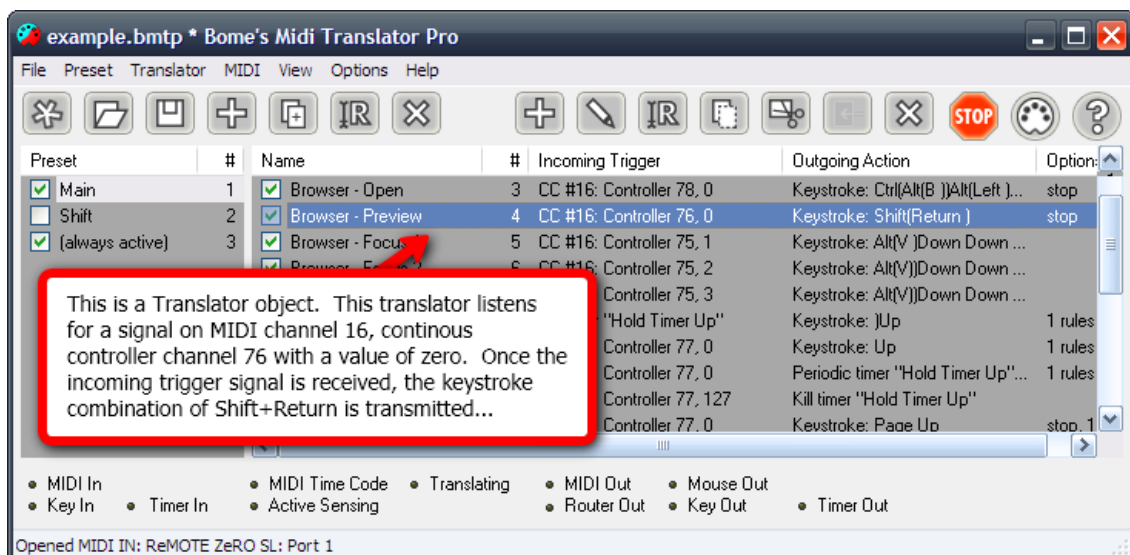 example.bmtp * Bome's Midi Translator Pro
File Preset Translator MIDI View Options Help
STOP
Preset # Name # Incoming Trigger Outgoing Action Option:
Main 1 Browser - Open 3 CC #16: Controller 78, 0 Keystroke: Ctrl(Alt(B ))Alt(Left )... stop
Shift 2 Browser - Preview 4 CC #16: Controller 76, 0 Keystroke: Shift(Return ) stop
(always active) 3 Browser - Focus 5 CC #16: Controller 75, 1 Keystroke: Alt(V )Down Down ...
Browser - Focus 2 6 CC #16: Controller 75, 2 Keystroke: Alt(V))Down Down ...
Controller 75, 3 Keystroke: Alt(V))Down Down ...
"Hold Timer Up" Keystroke: )Up 1 rules
Controller 77, 0 Keystroke: Up 1 rules
Controller 77, 0 Periodic timer "Hold Timer Up"... 1 rules
Controller 77, 127 Kill timer "Hold Timer Up"
Controller 77, 0 Keystroke: Page Up stop, 1
This is a Translator object. This translator listens
for a signal on MIDI channel 16, continous
controller channel 76 with a value of zero. Once the
incoming trigger signal is received, the keystroke
combination of Shift+Return is transmitted...
MIDI In MIDI Time Code Translating MIDI Out Mouse Out
Key In Timer In Active Sensing Router Out Key Out Timer Out
Opened MIDI IN: ReMOTE ZeRO SL: Port 1